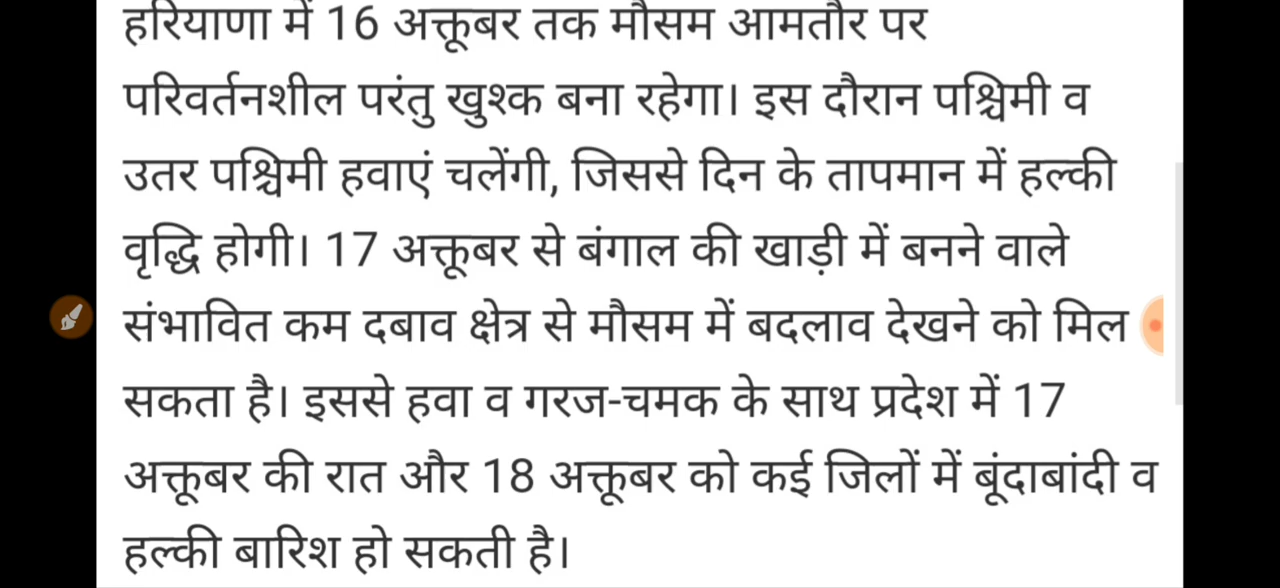 हरियाणा में 16 अक्तूबर तक मौसम आमतौर पर
परिवर्तनशील परंतु खुश्क बना रहेगा। इस दौरान पश्चिमी व
उतर पश्चिमी हवाएं चलेंगी, जिससे दिन के तापमान में हल्की
वृद्धि होगी। 17 अक्तूबर से बंगाल की खाड़ी में बनने वाले
संभावित कम दबाव क्षेत्र से मौसम में बदलाव देखने को मिल
सकता है। इससे हवा व गरज-चमक के साथ प्रदेश में 17
अक्तूबर की रात और 18 अक्तूबर को कई जिलों में बूंदाबांदी व
हल्की बारिश हो सकती है।